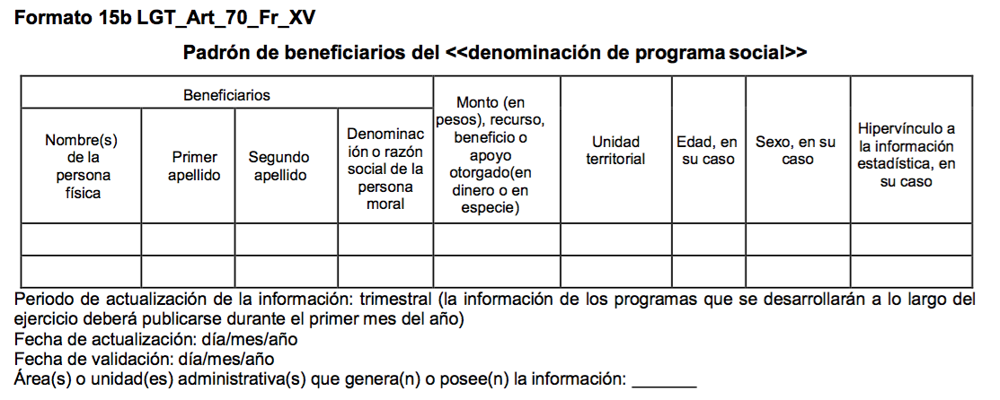 Formato 15b LGT_Art_70_Fr_XV
Padrón de beneficiarios del <<denominación de programa social>>
Beneficiarios
Nombre(s)
de la
persona
física
Primer
apellido
Segundo
apellido
Denominac
ión o razón
social de la
persona
moral
Monto (en
pesos), recurso,
beneficio o
apoyo
otorgado(en
dinero o en
especie)
Unidad
territorial
Edad, en
su caso
Sexo, en su
caso
Hipervínculo a
la información
estadística, en
su caso
Periodo de actualización de la información: trimestral (la información de los programas que se desarrollarán a lo largo del
ejercicio deberá publicarse durante el primer mes del año)
Fecha de actualización: día/mes/año
Fecha de validación: día/mes/año
Área(s) o unidad(es) administrativa(s) que genera(n) o posee(n) la información: _______